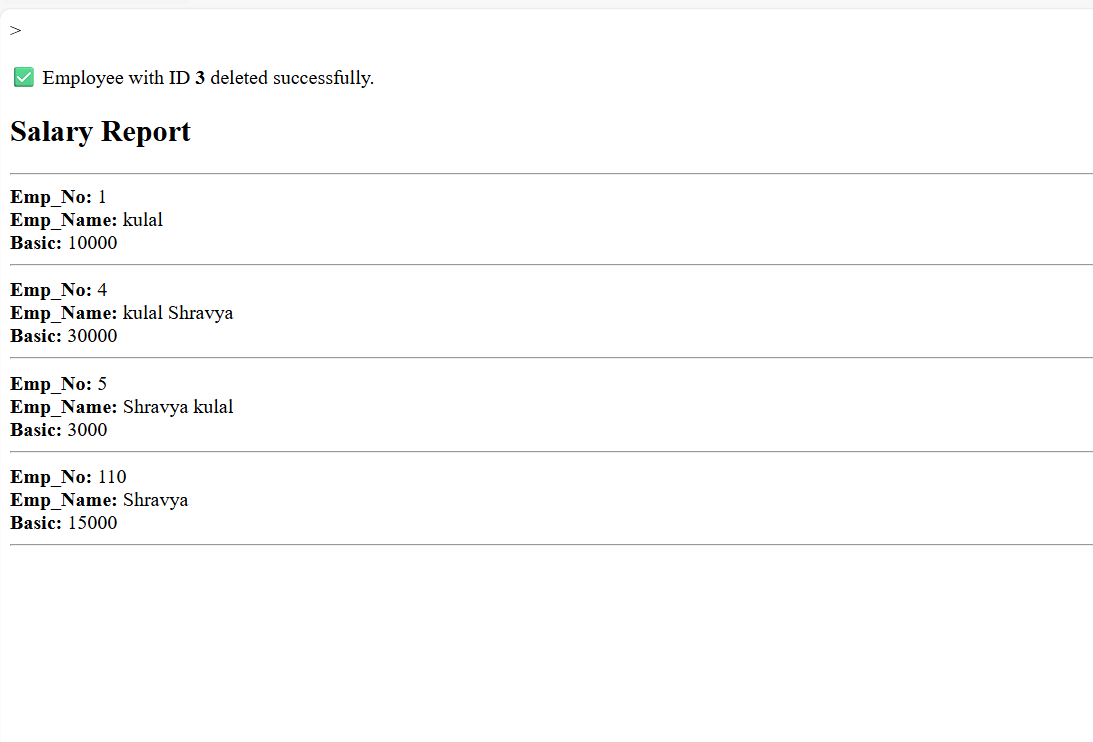 >
✅ Employee with ID 3 deleted successfully.
Salary Report
Emp_No: 1
Emp_Name: kulal
Basic: 10000
Emp_No: 4
Emp_Name: kulal Shravya
Basic: 30000
Emp_No: 5
Emp_Name: Shravya kulal
Basic: 3000
Emp_No: 110
Emp_Name: Shravya
Basic: 15000